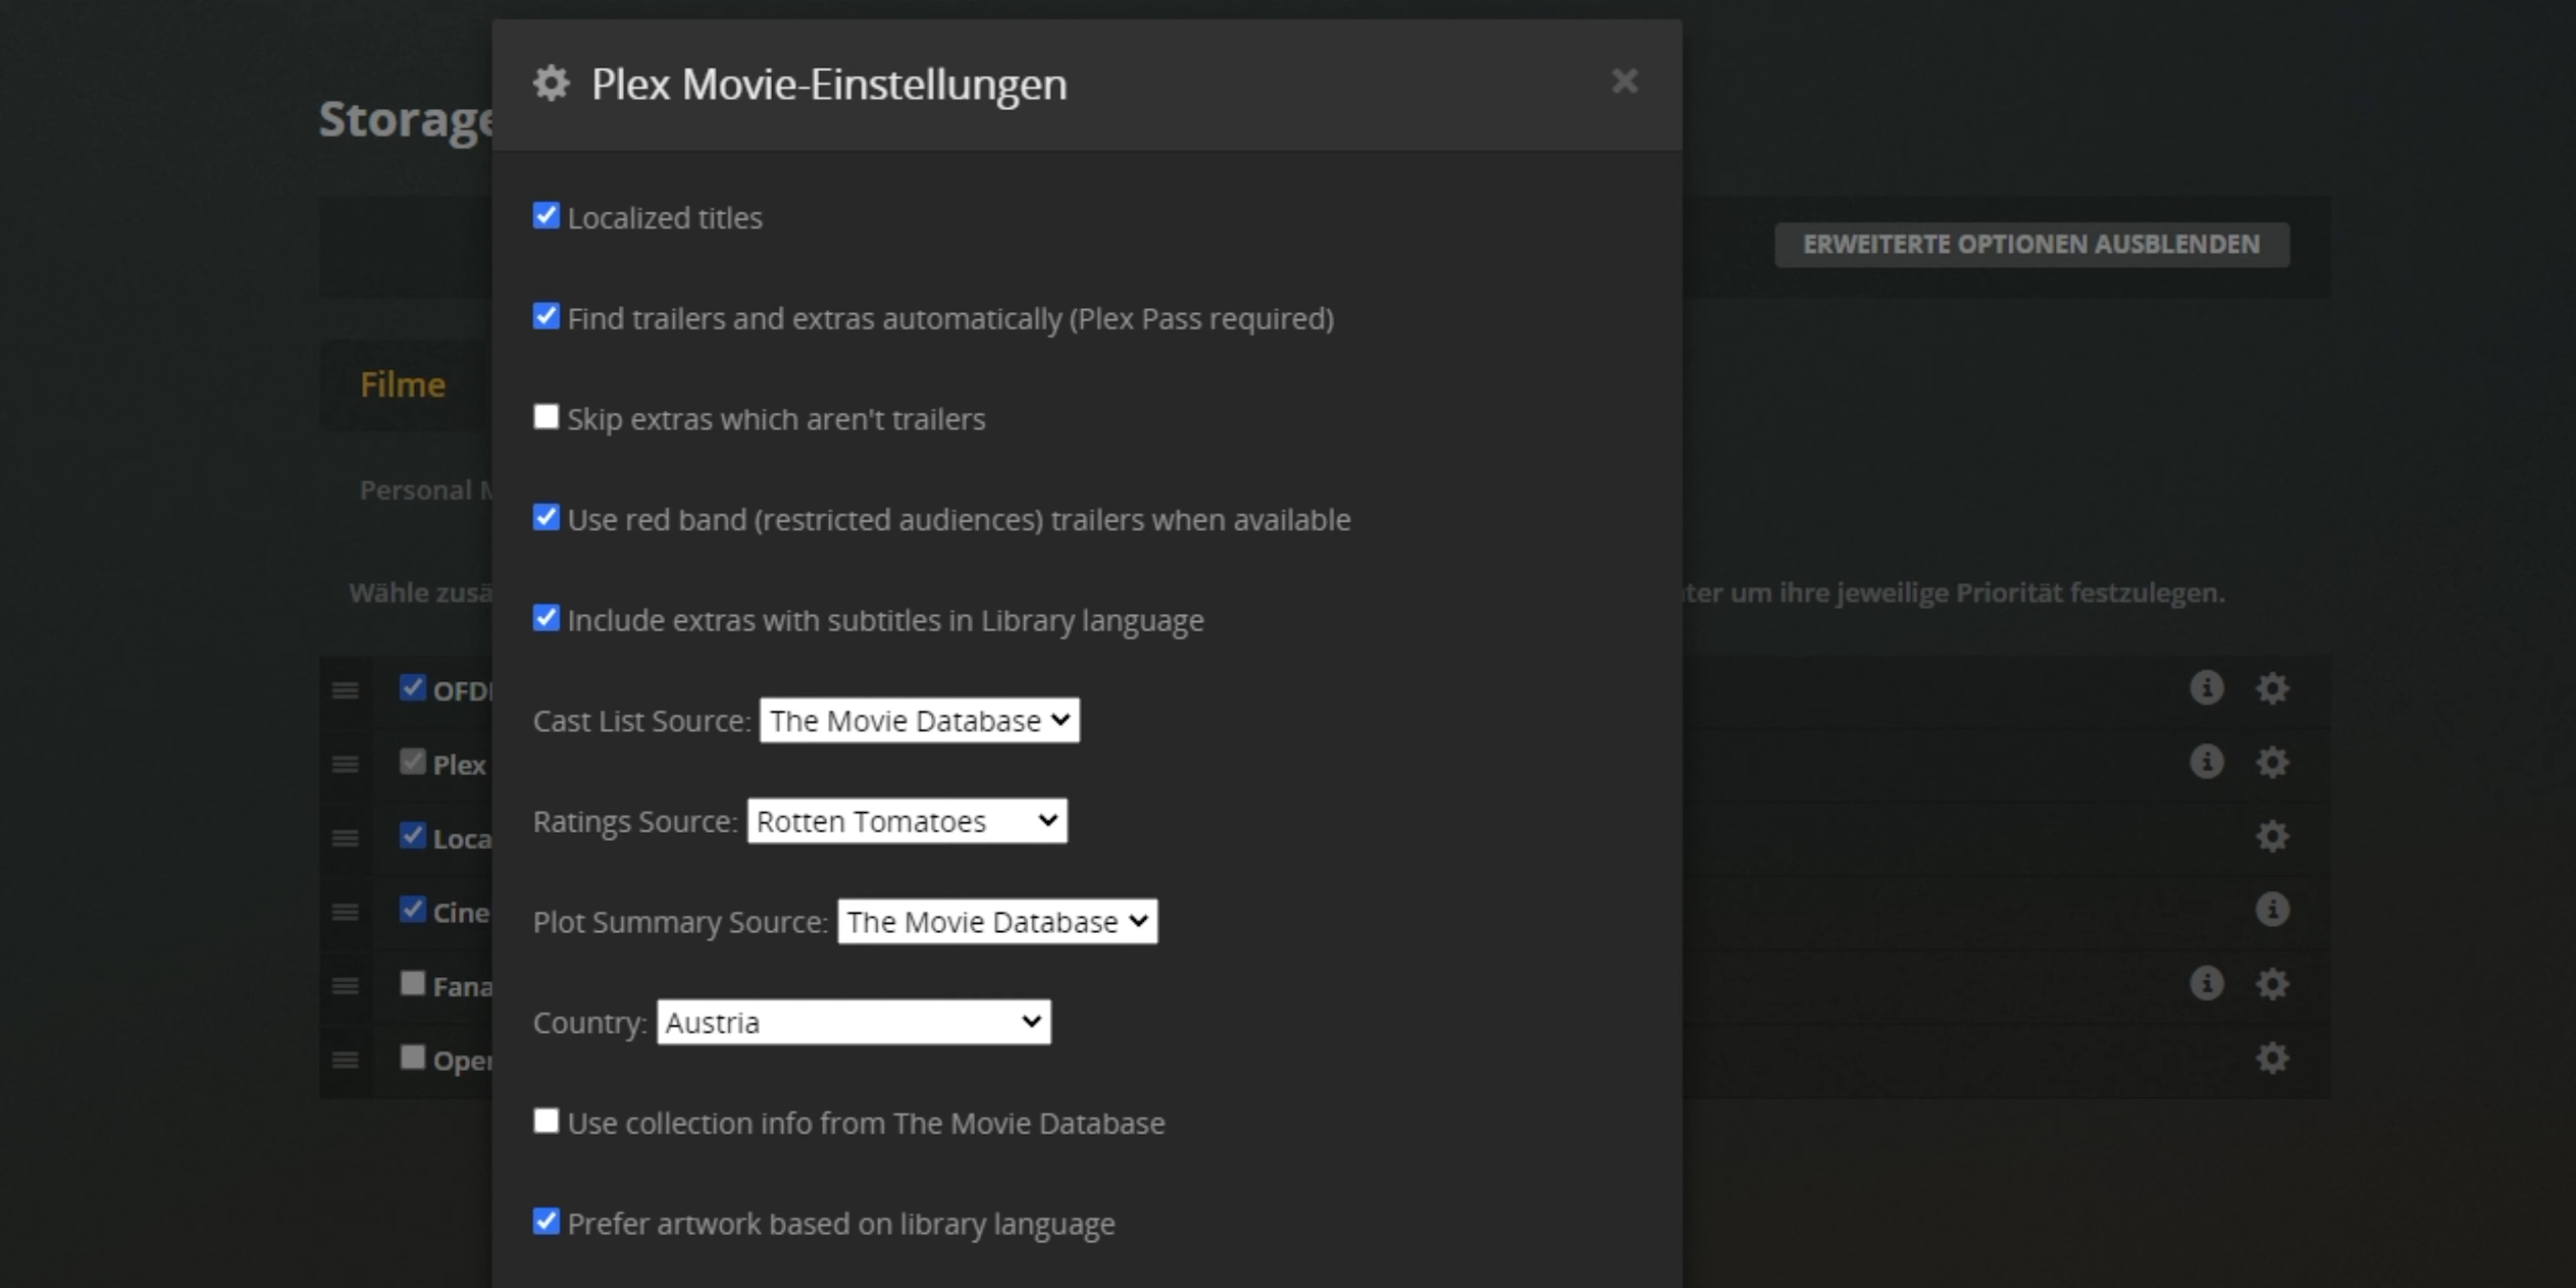 Plex Movie-Einstellungen
Storage
Localized titles
ERWEITERTE OPTIONEN AUSBLENDEN
Find trailers and extras automatically (Plex Pass required)
Filme
Skip extras which aren't trailers
Personal
Use red band (restricted audiences) trailers when available
Wähle um ihre jeweilige Priorität festzulegen.
Include extras with subtitles in Library language
Cast List Source: The Movie Database
Plex
Ratings Source: Rotten Tomatoes
Plot Summary Source: The Movie Database
Country: Austria
Use collection info from The Movie Database
Prefer artwork based on library language